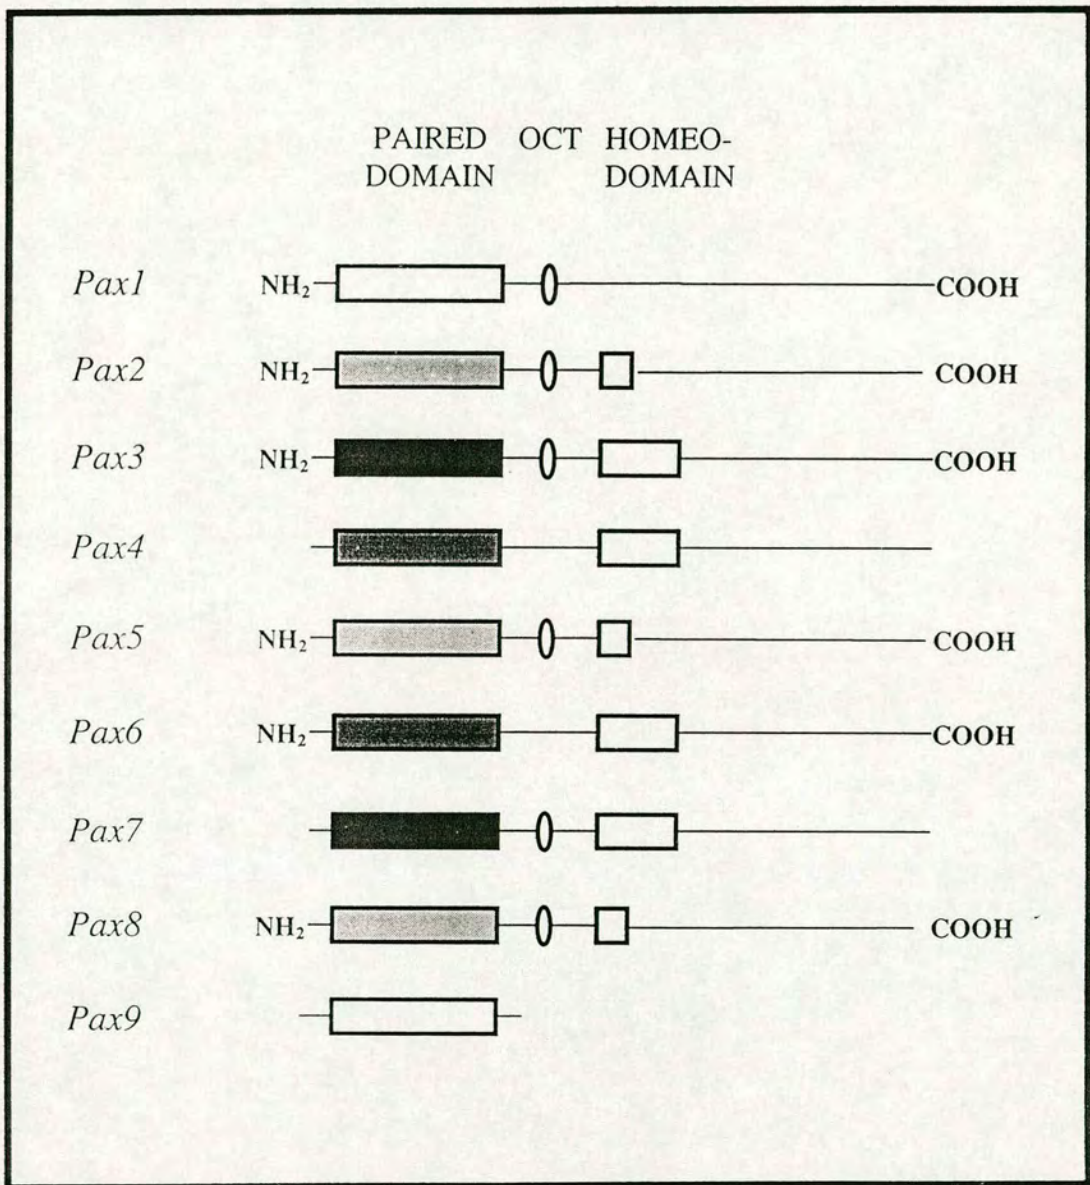 PAIRED OCT HOMEO-
DOMAIN DOMAIN
Pax1 NH₂ COOH
Pax2 NH₂ COOH
Pax3 NH₂ COOH
Pax4
Pax5 NH₂ COOH
Pax6 NH₂ COOH
Pax7
Pax8 NH₂ COOH
Pax9